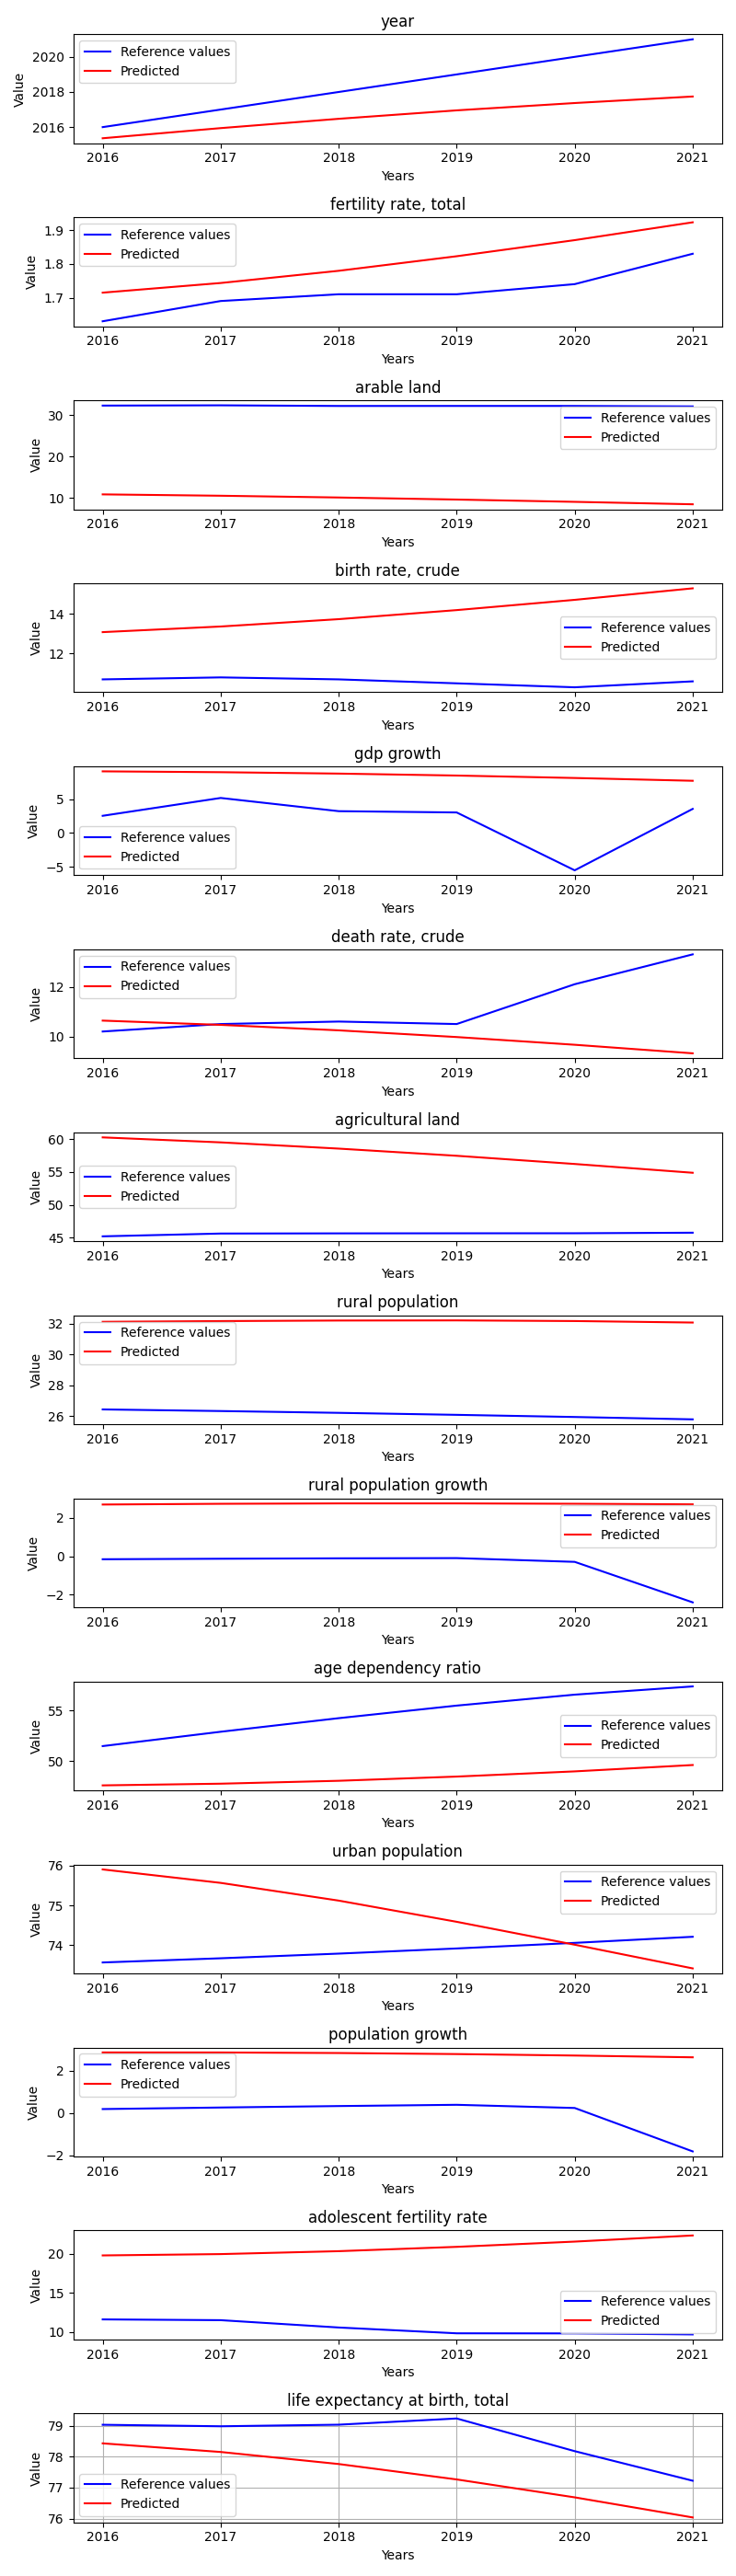 year
2020
2018
2016
Value
Reference values
Predicted
2016 2017 2018 2019 2020 2021
Years
fertility rate, total
1.9
1.8
1.7
Value
Reference values
Predicted
2016 2017 2018 2019 2020 2021
Years
arable land
30
20
10
Value
Reference values
Predicted
2016 2017 2018 2019 2020 2021
Years
birth rate, crude
14
12
Value
Reference values
Predicted
2016 2017 2018 2019 2020 2021
Years
gdp growth
5
0
−5
Value
Reference values
Predicted
2016 2017 2018 2019 2020 2021
Years
death rate, crude
12
10
Value
Reference values
Predicted
2016 2017 2018 2019 2020 2021
Years
agricultural land
60
55
50
45
Value
Reference values
Predicted
2016 2017 2018 2019 2020 2021
Years
rural population
32
30
28
26
Value
Reference values
Predicted
2016 2017 2018 2019 2020 2021
Years
rural population growth
2
0
−2
Value
Reference values
Predicted
2016 2017 2018 2019 2020 2021
Years
age dependency ratio
55
50
Value
Reference values
Predicted
2016 2017 2018 2019 2020 2021
Years
urban population
76
75
74
Value
Reference values
Predicted
2016 2017 2018 2019 2020 2021
Years
population growth
2
0
−2
Value
Reference values
Predicted
2016 2017 2018 2019 2020 2021
Years
adolescent fertility rate
20
15
10
Value
Reference values
Predicted
2016 2017 2018 2019 2020 2021
Years
life expectancy at birth, total
79
78
77
76
Value
Reference values
Predicted
2016 2017 2018 2019 2020 2021
Years